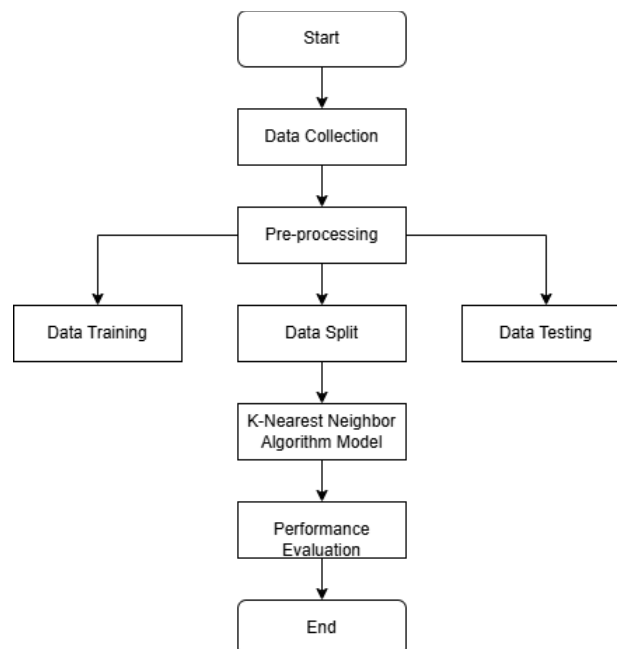 Start
Data Collection
Pre-processing
Data Training
Data Split
Data Testing
K-Nearest Neighbor
Algorithm Model
Performance
Evaluation
End